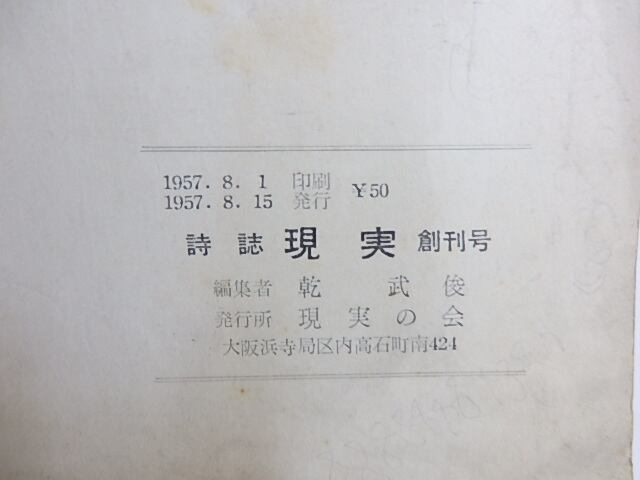 1957. 8. 1 印刷
1957. 8. 15 発行 ¥50
詩誌 現実 創刊号
編集者 乾 武俊
発行所 現実の会
大阪浜寺局区内高石町南424